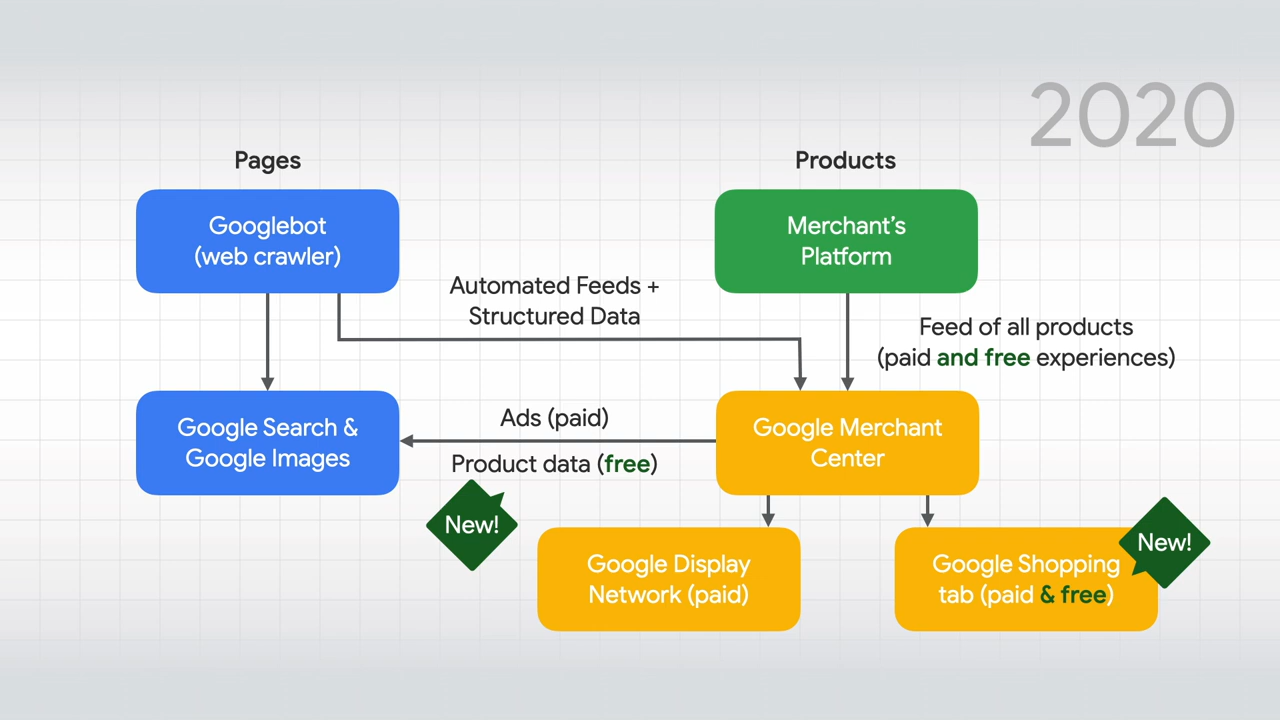 2020
Pages
Products
Googlebot
(web crawler)
Merchant’s
Platform
Automated Feeds +
Structured Data
Feed of all products
(paid and free experiences)
Google Search &
Google Images
Ads (paid)
Product data (free)
Google Merchant
Center
New!
Google Display
Network (paid)
Google Shopping
tab (paid & free)
New!